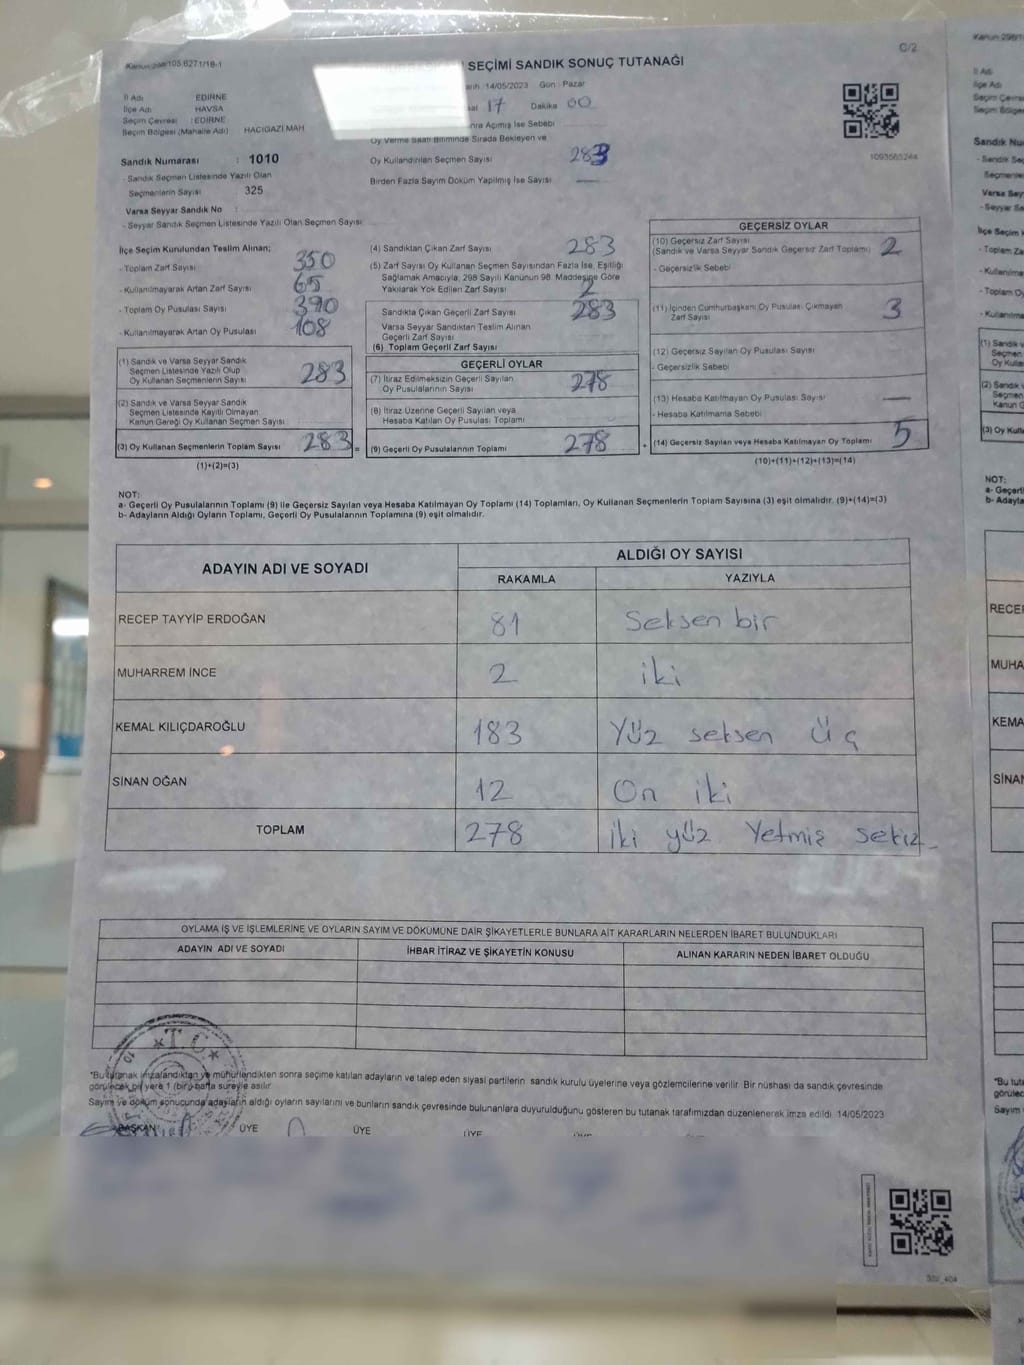 SEÇİMİ SANDIK SONUÇ TUTANAĞI
C/2
14/05/2023 Gün : Pazar
İl Adı EDİRNE
İlçe Adı HAVSA
Seçim Çevresi : EDİRNE
Seçim Bölgesi (Mahalle Adı) HACIGAZİ MAH
17 Dakika 00
Açılmış İse Sebebi
Oy Verme Saati Bitiminde Sırada Bekleyen ve
Oy Kullandırılan Seçmen Sayısı 283
Birden Fazla Sayım Döküm Yapılmış İse Sayısı —
1093565244
Sandık Numarası : 1010
- Sandık Seçmen Listesinde Yazılı Olan
Seçmenlerin Sayısı 325
Varsa Seyyar Sandık No :
- Seyyar Sandık Seçmen Listesinde Yazılı Olan Seçmen Sayısı
İlçe Seçim Kurulundan Teslim Alınan;
- Toplam Zarf Sayısı 350
- Kullanılmayarak Artan Zarf Sayısı 65
- Toplam Oy Pusulası Sayısı 390
- Kullanılmayarak Artan Oy Pusulası 108
(1) Sandık ve Varsa Seyyar Sandık
Seçmen Listesinde Yazılı Olup
Oy Kullanan Seçmenlerin Sayısı 283
(2) Sandık ve Varsa Seyyar Sandık
Seçmen Listesinde Kayıtlı Olmayan
Kanun Gereği Oy Kullanan Seçmen Sayısı
(3) Oy Kullanan Seçmenlerin Toplam Sayısı 283 =
(1)+(2)=(3)
(4) Sandıktan Çıkan Zarf Sayısı 283
(5) Zarf Sayısı Oy Kullanan Seçmen Sayısından Fazla İse, Eşitliği
Sağlamak Amacıyla; 298 Sayılı Kanunun 98. Maddesine Göre
Yakılarak Yok Edilen Zarf Sayısı
Sandıkta Çıkan Geçerli Zarf Sayısı 283
Varsa Seyyar Sandıktan Teslim Alınan
Geçerli Zarf Sayısı
(6) Toplam Geçerli Zarf Sayısı
GEÇERLİ OYLAR
(7) İtiraz Edilmeksizin Geçerli Sayılan
Oy Pusulalarının Sayısı 278
(8) İtiraz Üzerine Geçerli Sayılan veya
Hesaba Katılan Oy Pusulası Toplamı
(9) Geçerli Oy Pusulalarının Toplamı 278 +
GEÇERSİZ OYLAR
(10) Geçersiz Zarf Sayısı
(Sandık ve Varsa Seyyar Sandık Geçersiz Zarf Toplamı) 2
- Geçersizlik Sebebi
(11) İçinden Cumhurbaşkanı Oy Pusulası Çıkmayan
Zarf Sayısı 3
(12) Geçersiz Sayılan Oy Pusulası Sayısı
- Geçersizlik Sebebi
(13) Hesaba Katılmayan Oy Pusulası Sayısı —
- Hesaba Katılmama Sebebi
(14) Geçersiz Sayılan veya Hesaba Katılmayan Oy Toplamı 5
(10)+(11)+(12)+(13)=(14)
NOT:
a- Geçerli Oy Pusulalarının Toplamı (9) ile Geçersiz Sayılan veya Hesaba Katılmayan Oy Toplamı (14) Toplamları, Oy Kullanan Seçmenlerin Toplam Sayısına (3) eşit olmalıdır. (9)+(14)=(3)
b- Adayların Aldığı Oyların Toplamı, Geçerli Oy Pusulalarının Toplamına (9) eşit olmalıdır.
ADAYIN ADI VE SOYADI
ALDIĞI OY SAYISI
RAKAMLA YAZIYLA
RECEP TAYYİP ERDOĞAN 81 Seksen bir
MUHARREM İNCE 2 iki
KEMAL KILIÇDAROĞLU 183 Yüz seksen üç
SİNAN OĞAN 12 On iki
TOPLAM 278 iki yüz Yetmiş sekiz
OYLAMA İŞ VE İŞLEMLERİNE VE OYLARIN SAYIM VE DÖKÜMÜNE DAİR ŞİKAYETLERLE BUNLARA AİT KARARLARIN NELERDEN İBARET BULUNDUKLARI
ADAYIN ADI VE SOYADI İHBAR İTİRAZ VE ŞİKAYETİN KONUSU ALINAN KARARIN NEDEN İBARET OLDUĞU
T.C.
*Bu tutanak imzalandıktan ve mühürlendikten sonra seçime katılan adayların ve talep eden siyasi partilerin sandık kurulu üyelerine veya gözlemcilerine verilir. Bir nüshası da sandık çevresinde
görülecek bir yere 1 (bir) hafta süreyle asılır.
Sayım ve döküm sonucunda adayların aldığı oyların sayılarını ve bunların sandık çevresinde bulunanlara duyurulduğunu gösteren bu tutanak tarafımızdan düzenlenerek imza edildi. 14/05/2023
BAŞKAN ÜYE ÜYE ÜYE